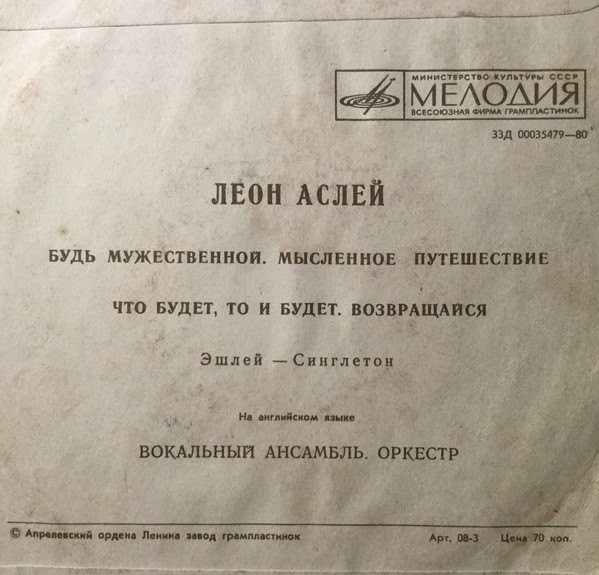 МИНИСТЕРСТВО КУЛЬТУРЫ СССР
МЕЛОДИЯ
ВСЕСОЮЗНАЯ ФИРМА ГРАМПЛАСТИНОК
33Д 00035479—80
ЛЕОН АСЛЕЙ
БУДЬ МУЖЕСТВЕННОЙ. МЫСЛЕННОЕ ПУТЕШЕСТВИЕ
ЧТО БУДЕТ, ТО И БУДЕТ. ВОЗВРАЩАЙСЯ
Эшлей — Синглетон
На английском языке
ВОКАЛЬНЫЙ АНСАМБЛЬ. ОРКЕСТР
© Апрелевский ордена Ленина завод грампластинок Арт. 08-3 Цена 70 коп.